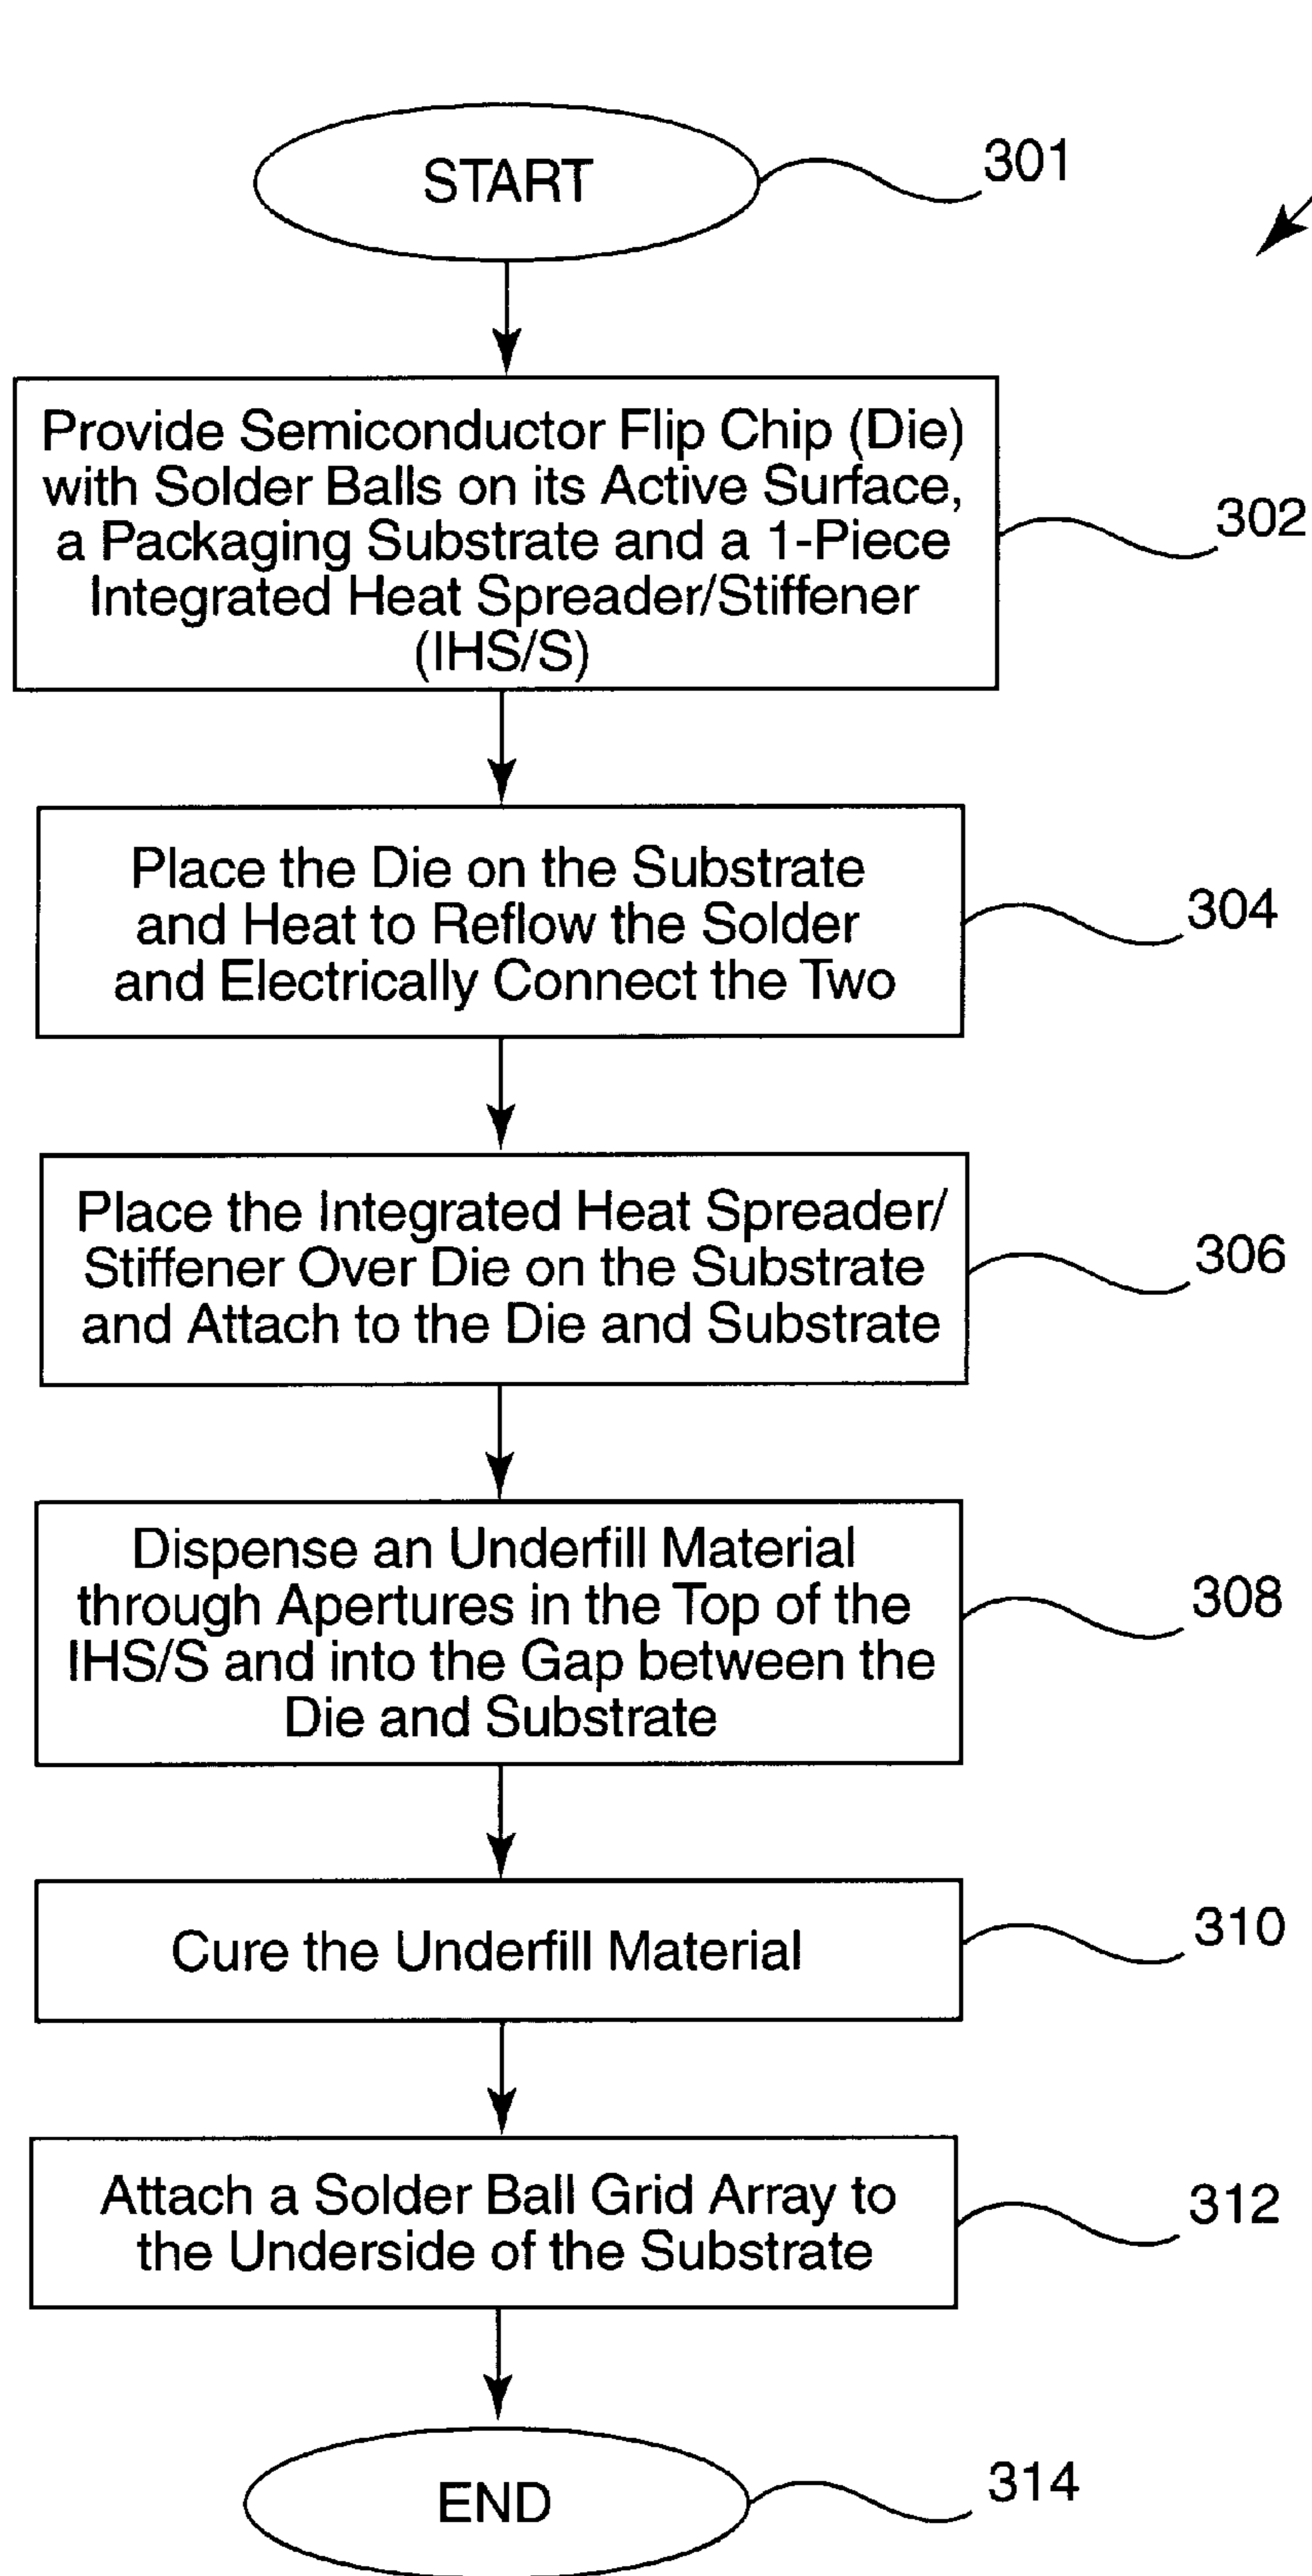 START
301
Provide Semiconductor Flip Chip (Die)
with Solder Balls on its Active Surface,
a Packaging Substrate and a 1-Piece
Integrated Heat Spreader/Stiffener
(IHS/S)
302
Place the Die on the Substrate
and Heat to Reflow the Solder
and Electrically Connect the Two
304
Place the Integrated Heat Spreader/
Stiffener Over Die on the Substrate
and Attach to the Die and Substrate
306
Dispense an Underfill Material
through Apertures in the Top of the
IHS/S and into the Gap between the
Die and Substrate
308
Cure the Underfill Material
310
Attach a Solder Ball Grid Array to
the Underside of the Substrate
312
END
314